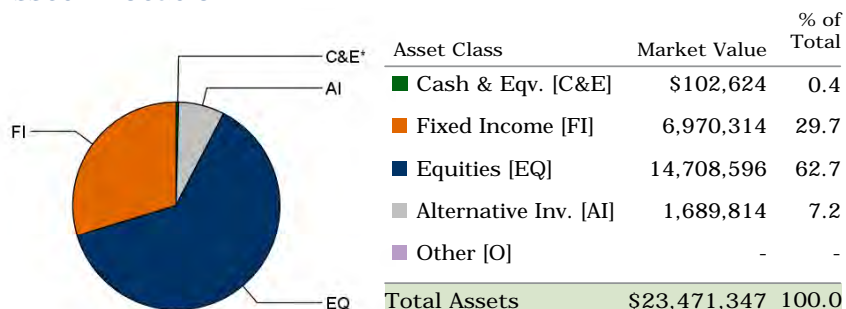 C&E*
AI
FI
EQ
% of
Asset Class Market Value Total
Cash & Eqv. [C&E] $102,624 0.4
Fixed Income [FI] 6,970,314 29.7
Equities [EQ] 14,708,596 62.7
Alternative Inv. [AI] 1,689,814 7.2
Other [O] - -
Total Assets $23,471,347 100.0